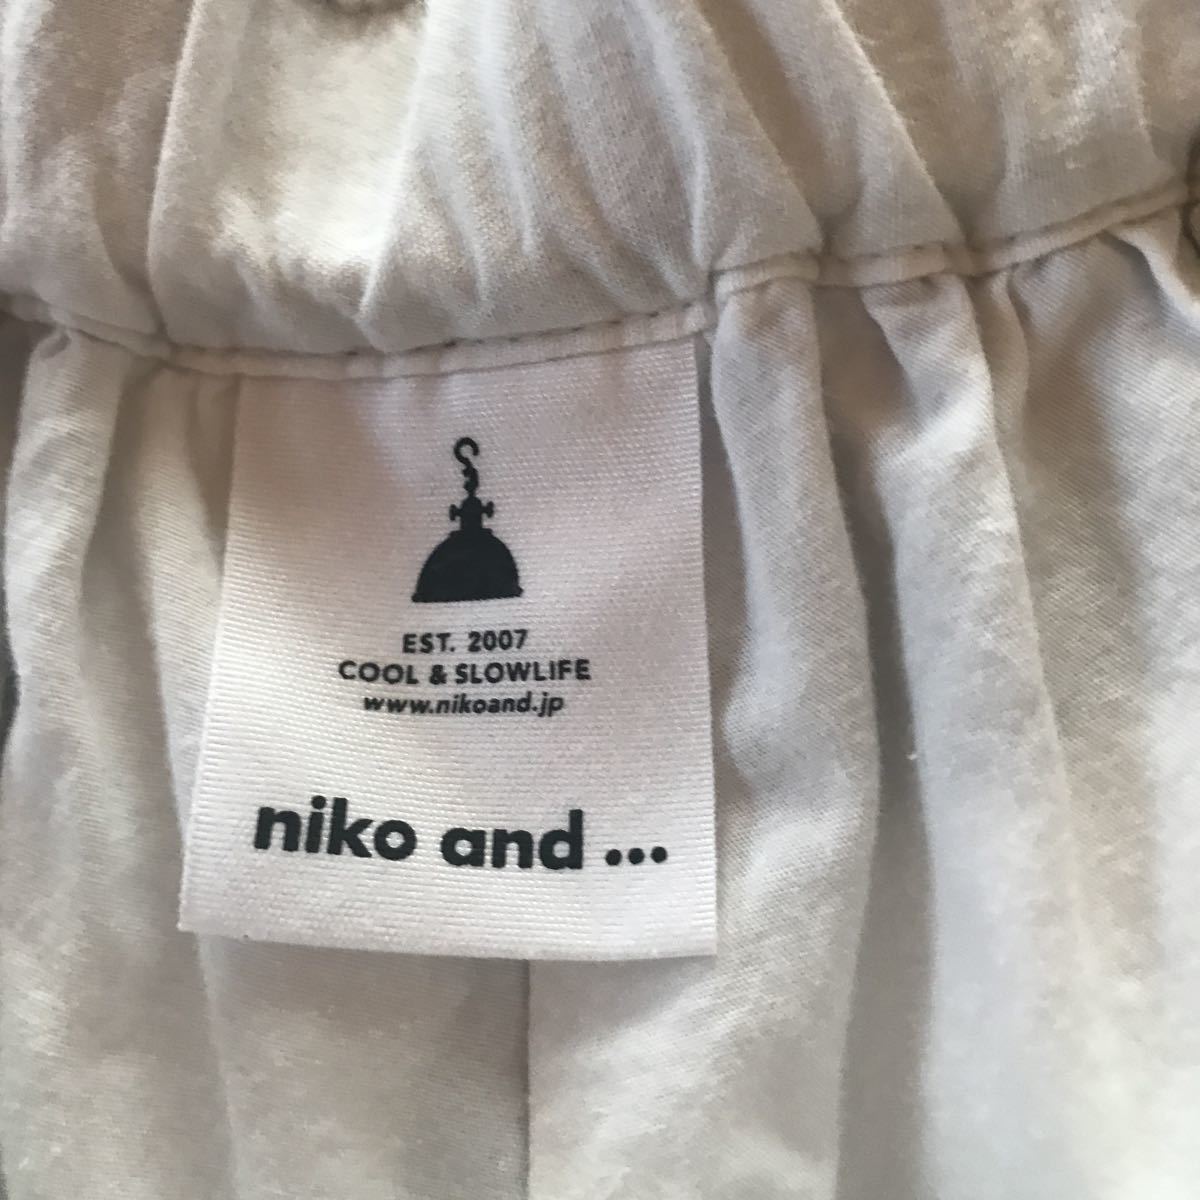 EST. 2007
COOL & SLOWLIFE
www.nikoand.jp
niko and ...